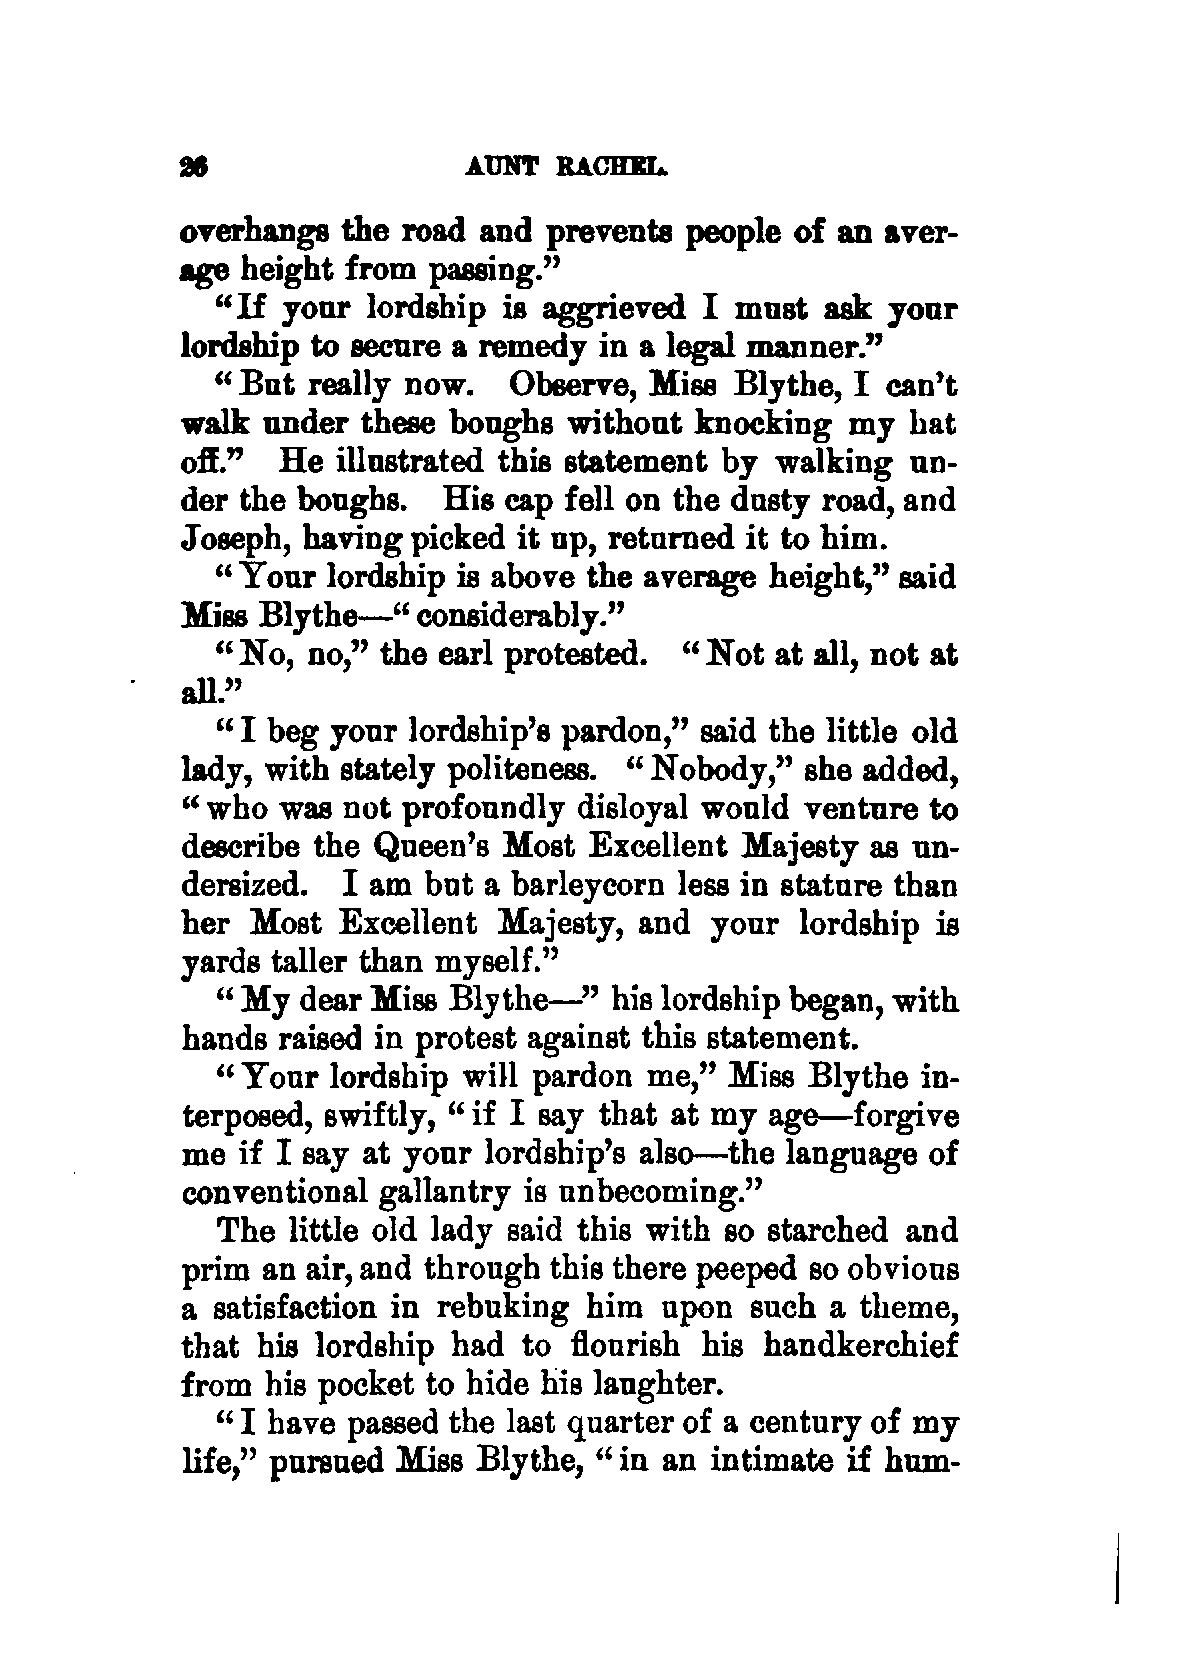 26 AUNT RACHEL.
overhangs the road and prevents people of an aver-
age height from passing.”
“If your lordship is aggrieved I must ask your
lordship to secure a remedy in a legal manner.”
“But really now. Observe, Miss Blythe, I can’t
walk under these boughs without knocking my hat
off.” He illustrated this statement by walking un-
der the boughs. His cap fell on the dusty road, and
Joseph, having picked it up, returned it to him.
“Your lordship is above the average height,” said
Miss Blythe—“considerably.”
“No, no,” the earl protested. “Not at all, not at
all.”
“I beg your lordship’s pardon,” said the little old
lady, with stately politeness. “Nobody,” she added,
“who was not profoundly disloyal would venture to
describe the Queen’s Most Excellent Majesty as un-
dersized. I am but a barleycorn less in stature than
her Most Excellent Majesty, and your lordship is
yards taller than myself.”
“My dear Miss Blythe—” his lordship began, with
hands raised in protest against this statement.
“Your lordship will pardon me,” Miss Blythe in-
terposed, swiftly, “if I say that at my age—forgive
me if I say at your lordship’s also—the language of
conventional gallantry is unbecoming.”
The little old lady said this with so starched and
prim an air, and through this there peeped so obvious
a satisfaction in rebuking him upon such a theme,
that his lordship had to flourish his handkerchief
from his pocket to hide his laughter.
“I have passed the last quarter of a century of my
life,” pursued Miss Blythe, “in an intimate if hum-